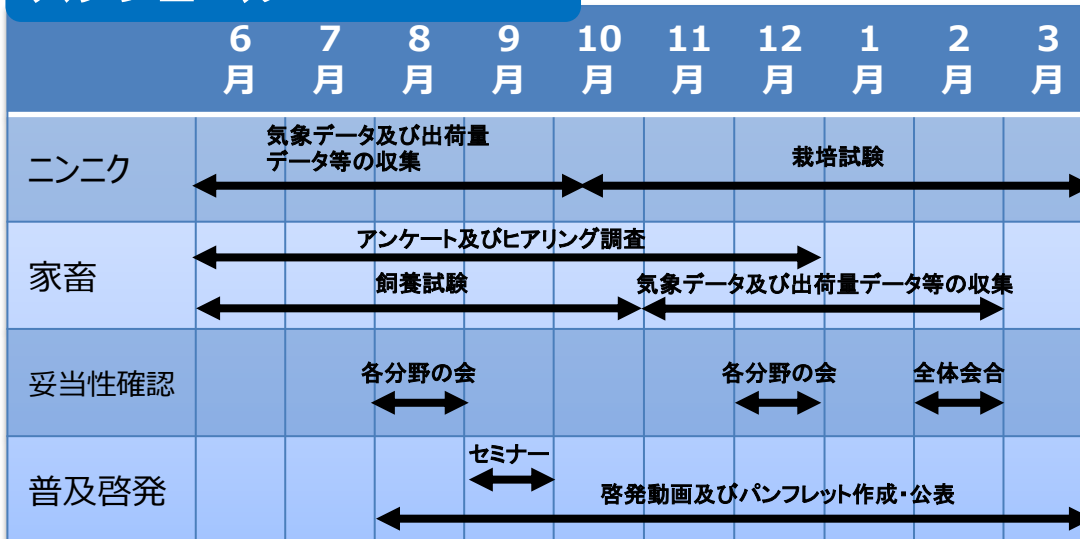 6月 7月 8月 9月 10月 11月 12月 1月 2月 3月
ニンニク
気象データ及び出荷量
データ等の収集
栽培試験
家畜
アンケート及びヒアリング調査
飼養試験
気象データ及び出荷量データ等の収集
妥当性確認
各分野の会
各分野の会
全体会合
普及啓発
セミナー
啓発動画及びパンフレット作成・公表